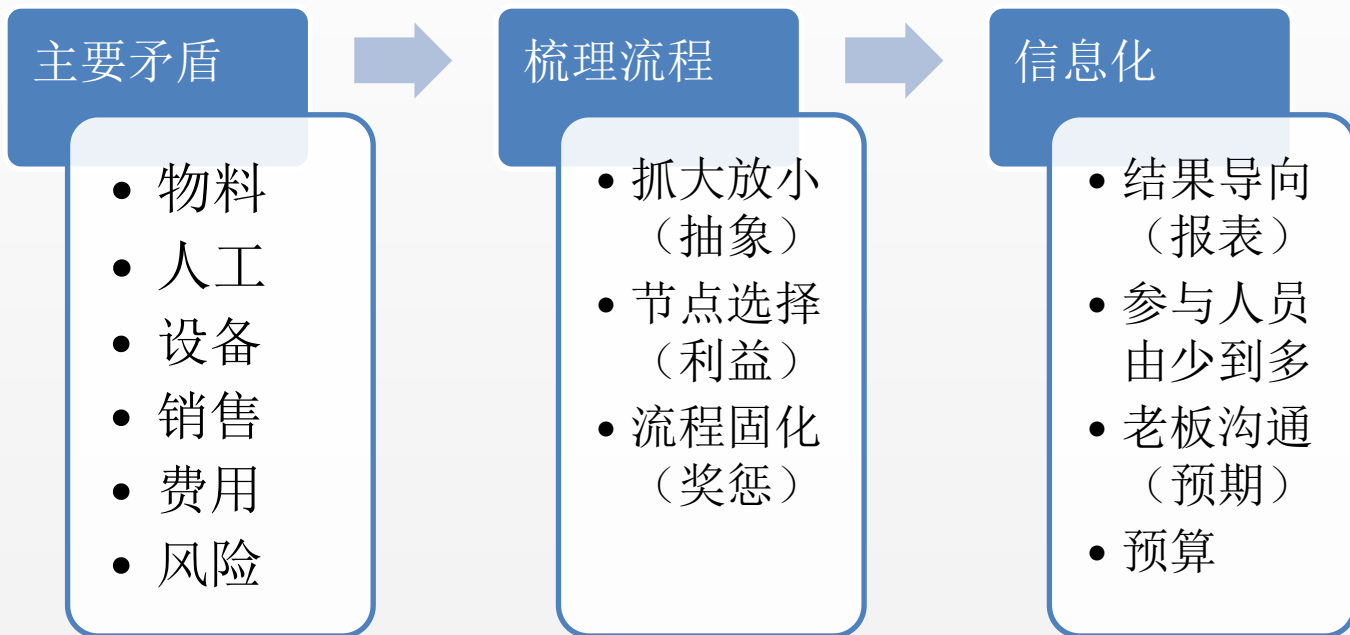 主要矛盾
• 物料
• 人工
• 设备
• 销售
• 费用
• 风险
梳理流程
• 抓大放小
（抽象）
• 节点选择
（利益）
• 流程固化
（奖惩）
信息化
• 结果导向
（报表）
• 参与人员
由少到多
• 老板沟通
（预期）
• 预算